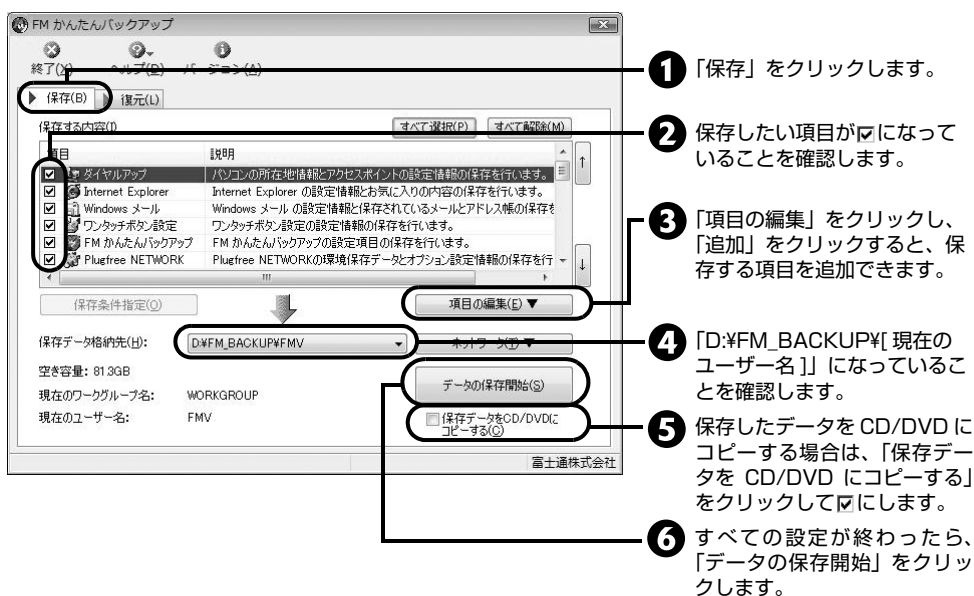 FM かんたんバックアップ
終了(X) ヘルプ(P) バージョン(A)
保存(B) 復元(L)
保存する内容(I) すべて選択(P) すべて解除(M)
項目 説明
ダイヤルアップ パソコンの所在地情報とアクセスポイントの設定情報の保存を行います。
Internet Explorer Internet Explorer の設定情報とお気に入りの内容の保存を行います。
Windows メール Windows メール の設定情報と保存されているメールとアドレス帳の保存を
ワンタッチボタン設定 ワンタッチボタン設定の設定情報の保存を行います。
FM かんたんバックアップ FM かんたんバックアップの設定項目の保存を行います。
Plugfree NETWORK Plugfree NETWORKの環境保存データとオプション設定情報の保存を行
保存条件指定(O) 項目の編集(E) ▼
保存データ格納先(H): D:¥FM_BACKUP¥FMV ネットワーク(T) ▼
空き容量: 81.3GB
データの保存開始(S)
現在のワークグループ名: WORKGROUP
現在のユーザー名: FMV
保存データをCD/DVDに
コピーする(C)
富士通株式会社
1 「保存」をクリックします。
2 保存したい項目が☑になって
いることを確認します。
3 「項目の編集」をクリックし、
「追加」をクリックすると、保
存する項目を追加できます。
4 「D:¥FM_BACKUP¥[ 現在の
ユーザー名 ]」になっているこ
とを確認します。
5 保存したデータを CD/DVD に
コピーする場合は、「保存デー
タを CD/DVD にコピーする」
をクリックして☑にします。
6 すべての設定が終わったら、
「データの保存開始」をクリッ
クします。